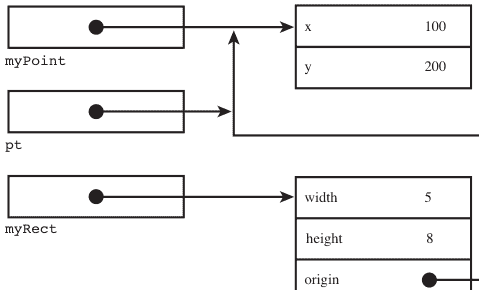 x 100
myPoint
y 200
pt
width 5
myRect
height 8
origin